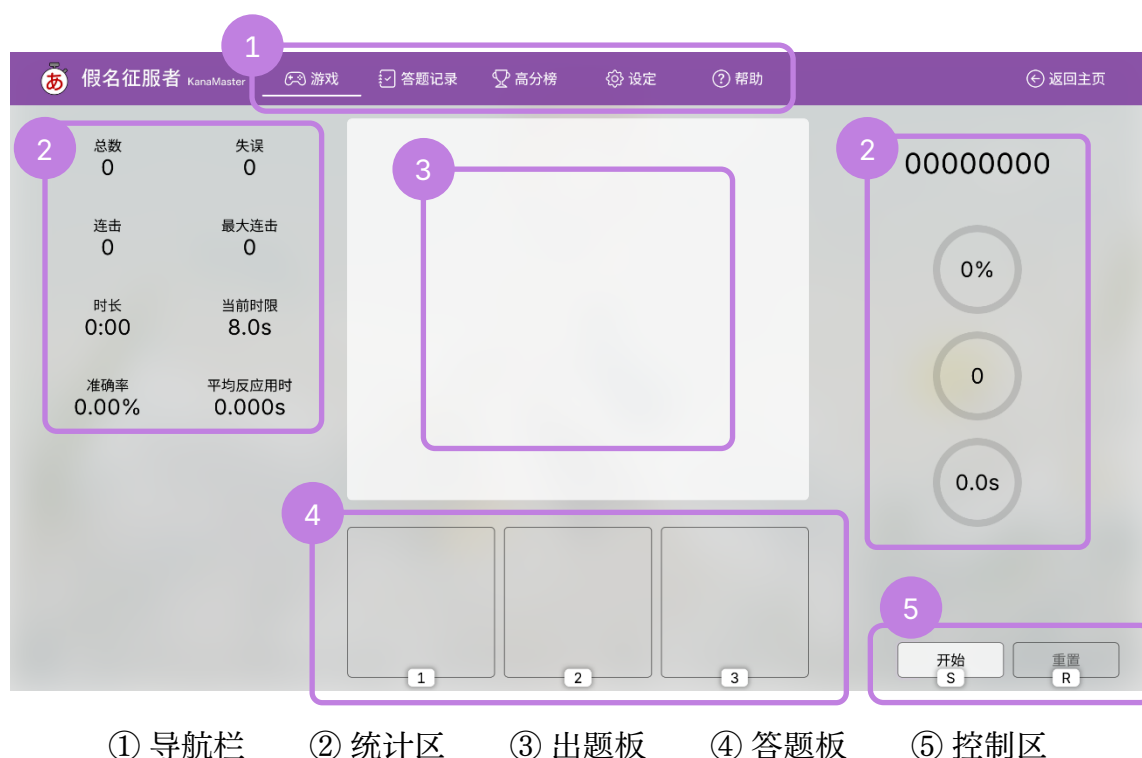 1
あ 假名征服者 KanaMaster 游戏 答题记录 高分榜 设定 帮助 返回主页
2
总数 失误
0 0
连击 最大连击
0 0
时长 当前时限
0:00 8.0s
准确率 平均反应用时
0.00% 0.000s
3
2
00000000
0%
0
0.0s
4
1 2 3
5
开始 重置
S R
① 导航栏 ② 统计区 ③ 出题板 ④ 答题板 ⑤ 控制区